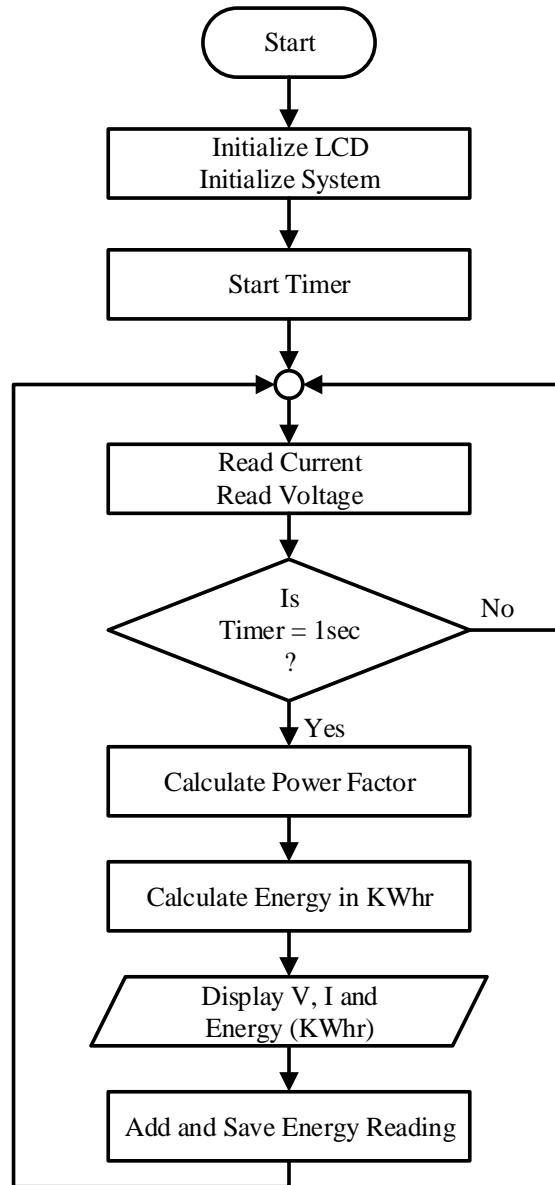 Start
Initialize LCD
Initialize System
Start Timer
Read Current
Read Voltage
Is
Timer = 1sec
?
No
Yes
Calculate Power Factor
Calculate Energy in KWhr
Display V, I and
Energy (KWhr)
Add and Save Energy Reading